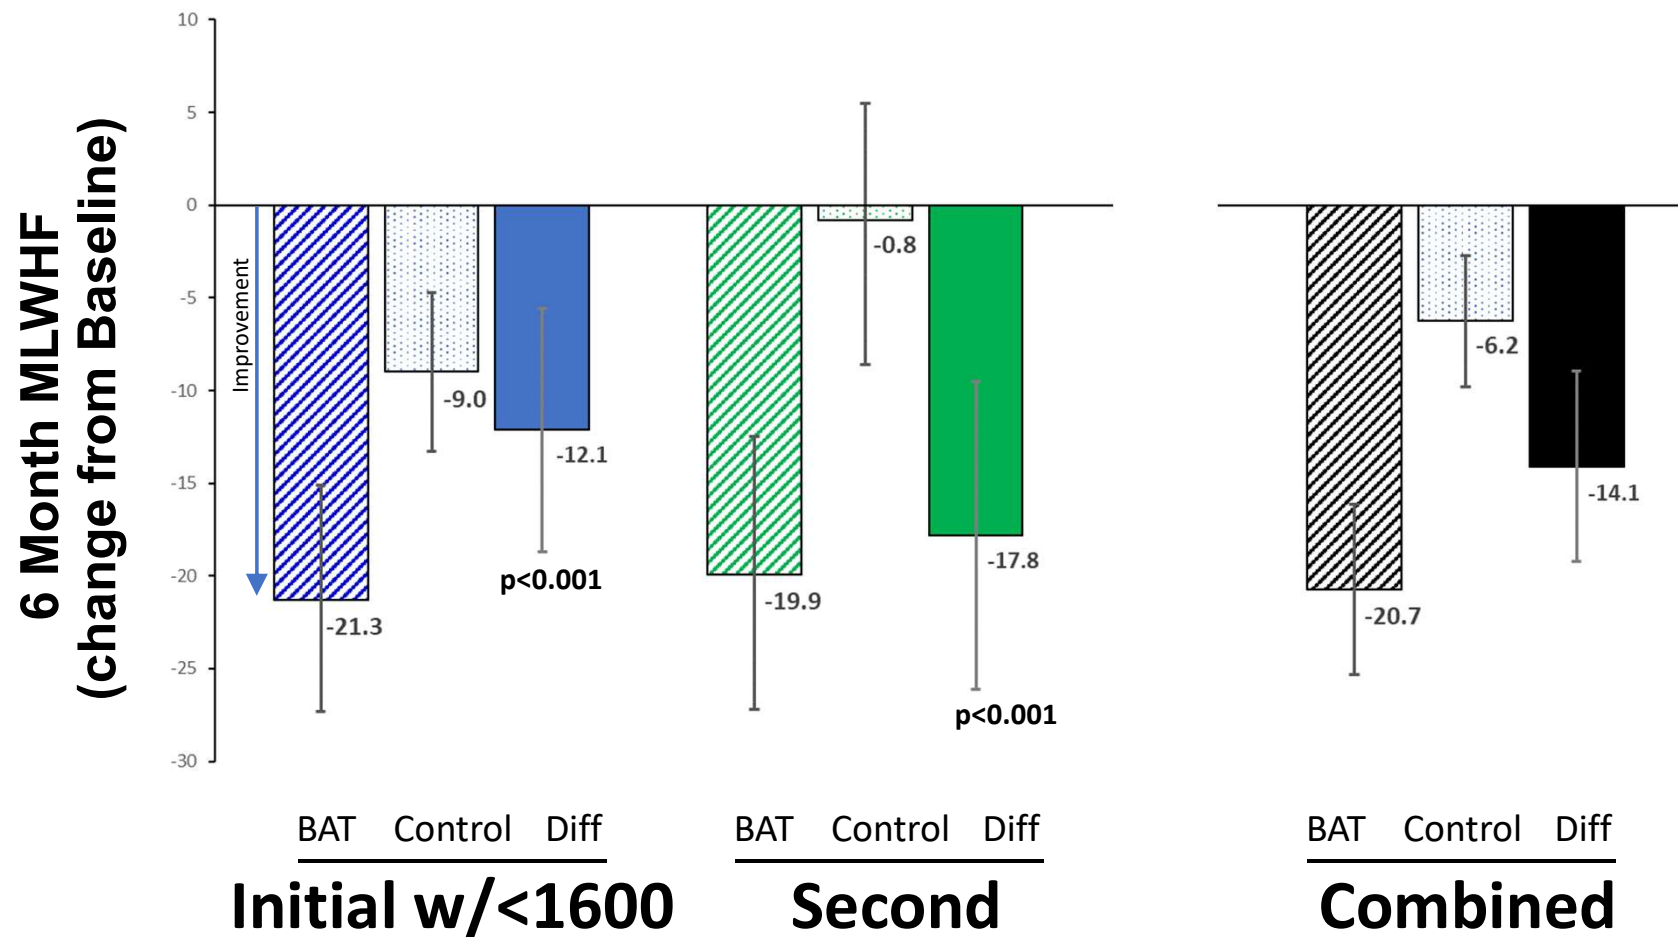 6 Month MLWHF
(change from Baseline)
10
5
0
-5
-10
-15
-20
-25
-30
Improvement
-21.3
-9.0
-12.1
p<0.001
-19.9
-0.8
-17.8
p<0.001
-20.7
-6.2
-14.1
BAT Control Diff
Initial w/<1600
BAT Control Diff
Second
BAT Control Diff
Combined